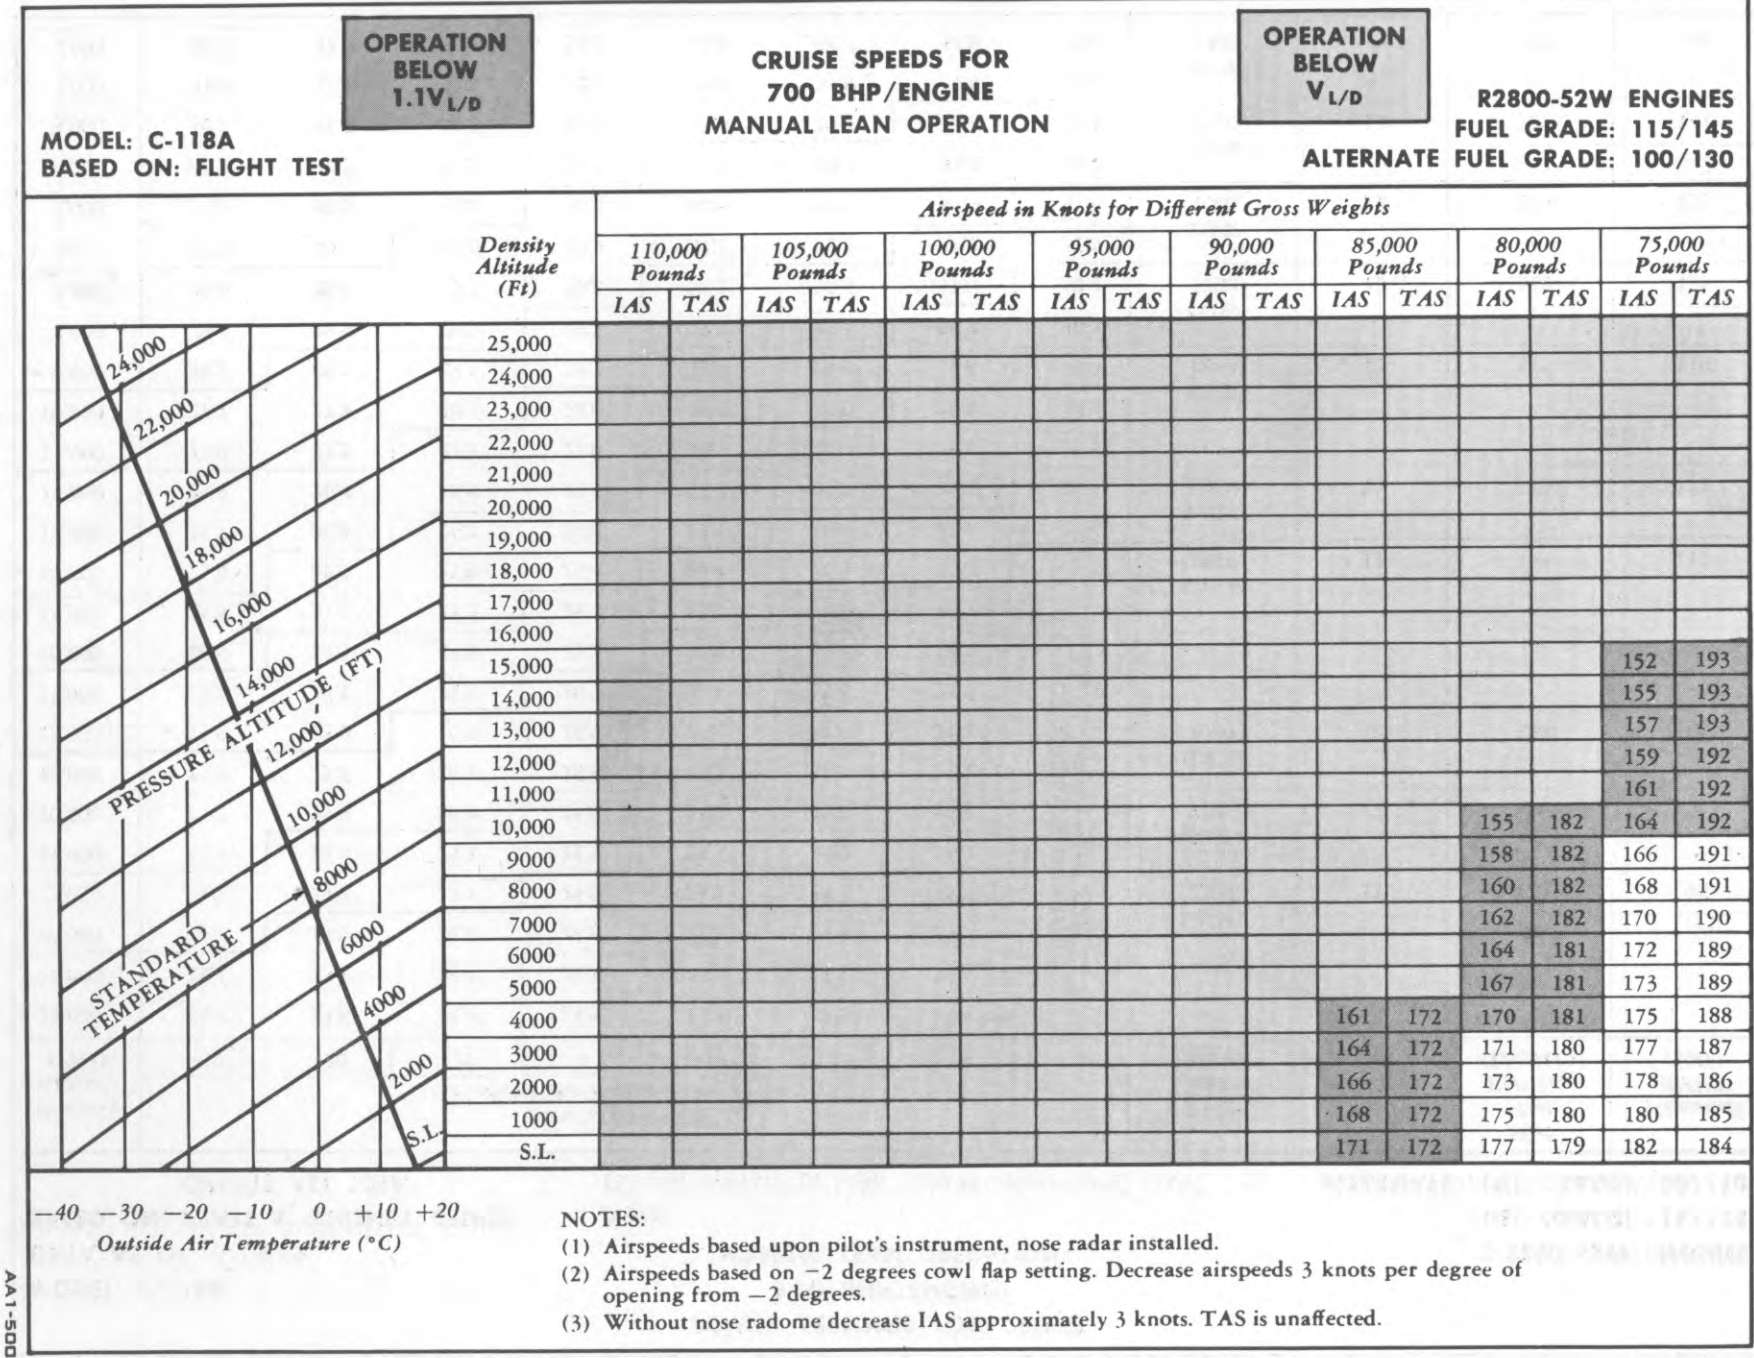 OPERATION
BELOW
1.1V L/D
CRUISE SPEEDS FOR
700 BHP/ENGINE
MANUAL LEAN OPERATION
OPERATION
BELOW
V L/D
MODEL: C-118A
BASED ON: FLIGHT TEST
R2800-52W ENGINES
FUEL GRADE: 115/145
ALTERNATE FUEL GRADE: 100/130
Airspeed in Knots for Different Gross Weights
Density
Altitude
(Ft)
110,000 Pounds 105,000 Pounds 100,000 Pounds 95,000 Pounds 90,000 Pounds 85,000 Pounds 80,000 Pounds 75,000 Pounds
IAS TAS IAS TAS IAS TAS IAS TAS IAS TAS IAS TAS IAS TAS IAS TAS
25,000
24,000
23,000
22,000
21,000
20,000
19,000
18,000
17,000
16,000
15,000 152 193
14,000 155 193
13,000 157 193
12,000 159 192
11,000 161 192
10,000 155 182 164 192
9000 158 182 166 191
8000 160 182 168 191
7000 162 182 170 190
6000 164 181 172 189
5000 167 181 173 189
4000 161 172 170 181 175 188
3000 164 172 171 180 177 187
2000 166 172 173 180 178 186
1000 168 172 175 180 180 185
S.L. 171 172 177 179 182 184
24,000
22,000
20,000
18,000
16,000
14,000
PRESSURE ALTITUDE (FT)
12,000
10,000
8000
STANDARD
TEMPERATURE
6000
4000
2000
S.L.
-40 -30 -20 -10 0 +10 +20
Outside Air Temperature (°C)
NOTES:
(1) Airspeeds based upon pilot's instrument, nose radar installed.
(2) Airspeeds based on -2 degrees cowl flap setting. Decrease airspeeds 3 knots per degree of
opening from -2 degrees.
(3) Without nose radome decrease IAS approximately 3 knots. TAS is unaffected.
AA1-500